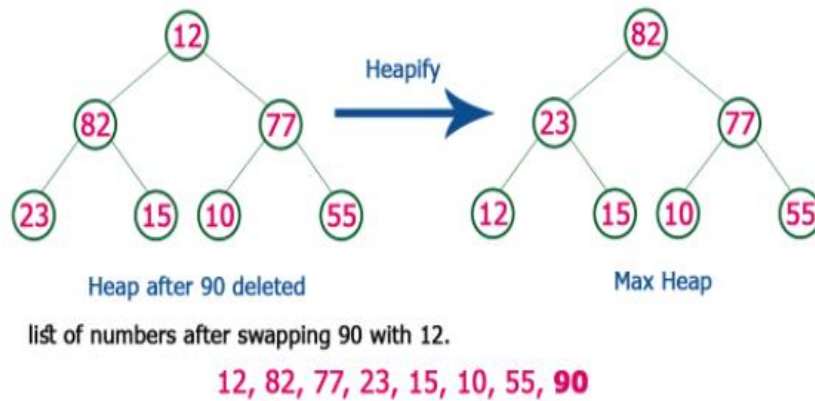 12 82
Heapify
82 77 23 77
23 15 10 55 12 15 10 55
Heap after 90 deleted Max Heap
list of numbers after swapping 90 with 12.
12, 82, 77, 23, 15, 10, 55, 90